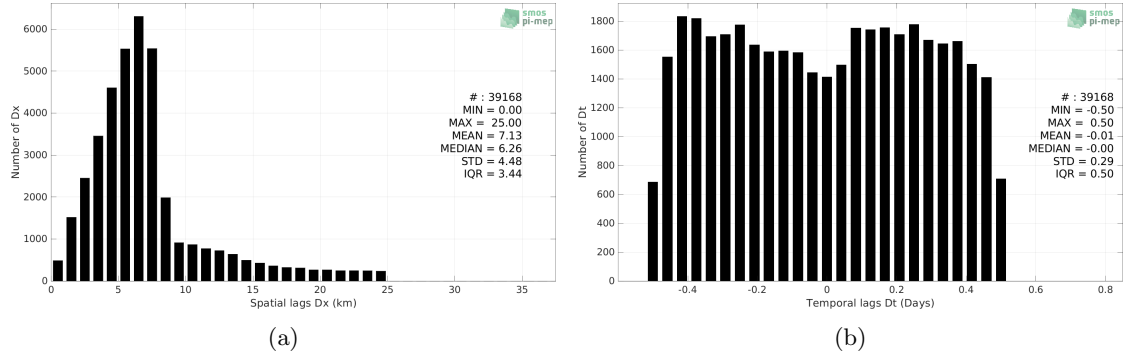 smos
pi-mep
6000
5000
4000
3000
2000
1000
0
Number of Dx
# : 39168
MIN = 0.00
MAX = 25.00
MEAN = 7.13
MEDIAN = 6.26
STD = 4.48
IQR = 3.44
0 5 10 15 20 25 30 35
Spatial lags Dx (km)
(a)
smos
pi-mep
1800
1600
1400
1200
1000
800
600
400
200
0
Number of Dt
# : 39168
MIN = -0.50
MAX = 0.50
MEAN = -0.01
MEDIAN = -0.00
STD = 0.29
IQR = 0.50
-0.4 -0.2 0 0.2 0.4 0.6 0.8
Temporal lags Dt (Days)
(b)